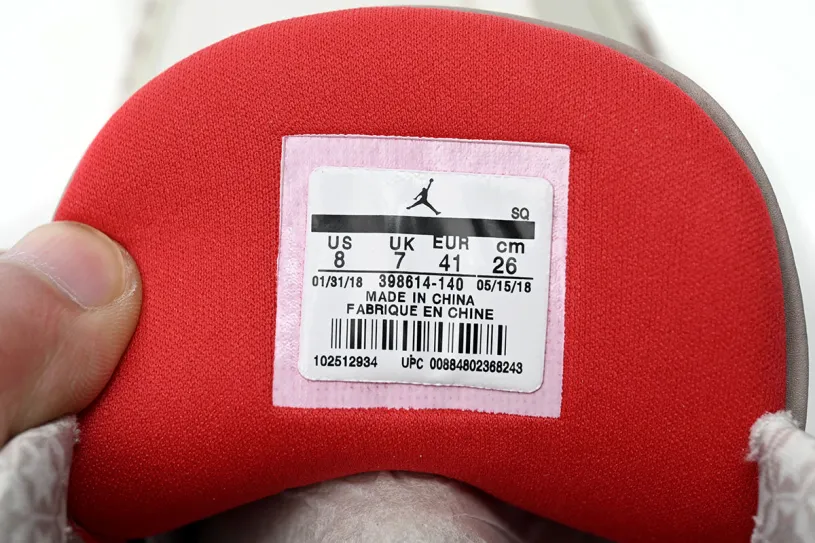 SQ
US UK EUR cm
8 7 41 26
01/31/18 398614-140 05/15/18
MADE IN CHINA
FABRIQUE EN CHINE
102512934 UPC 00884802368243